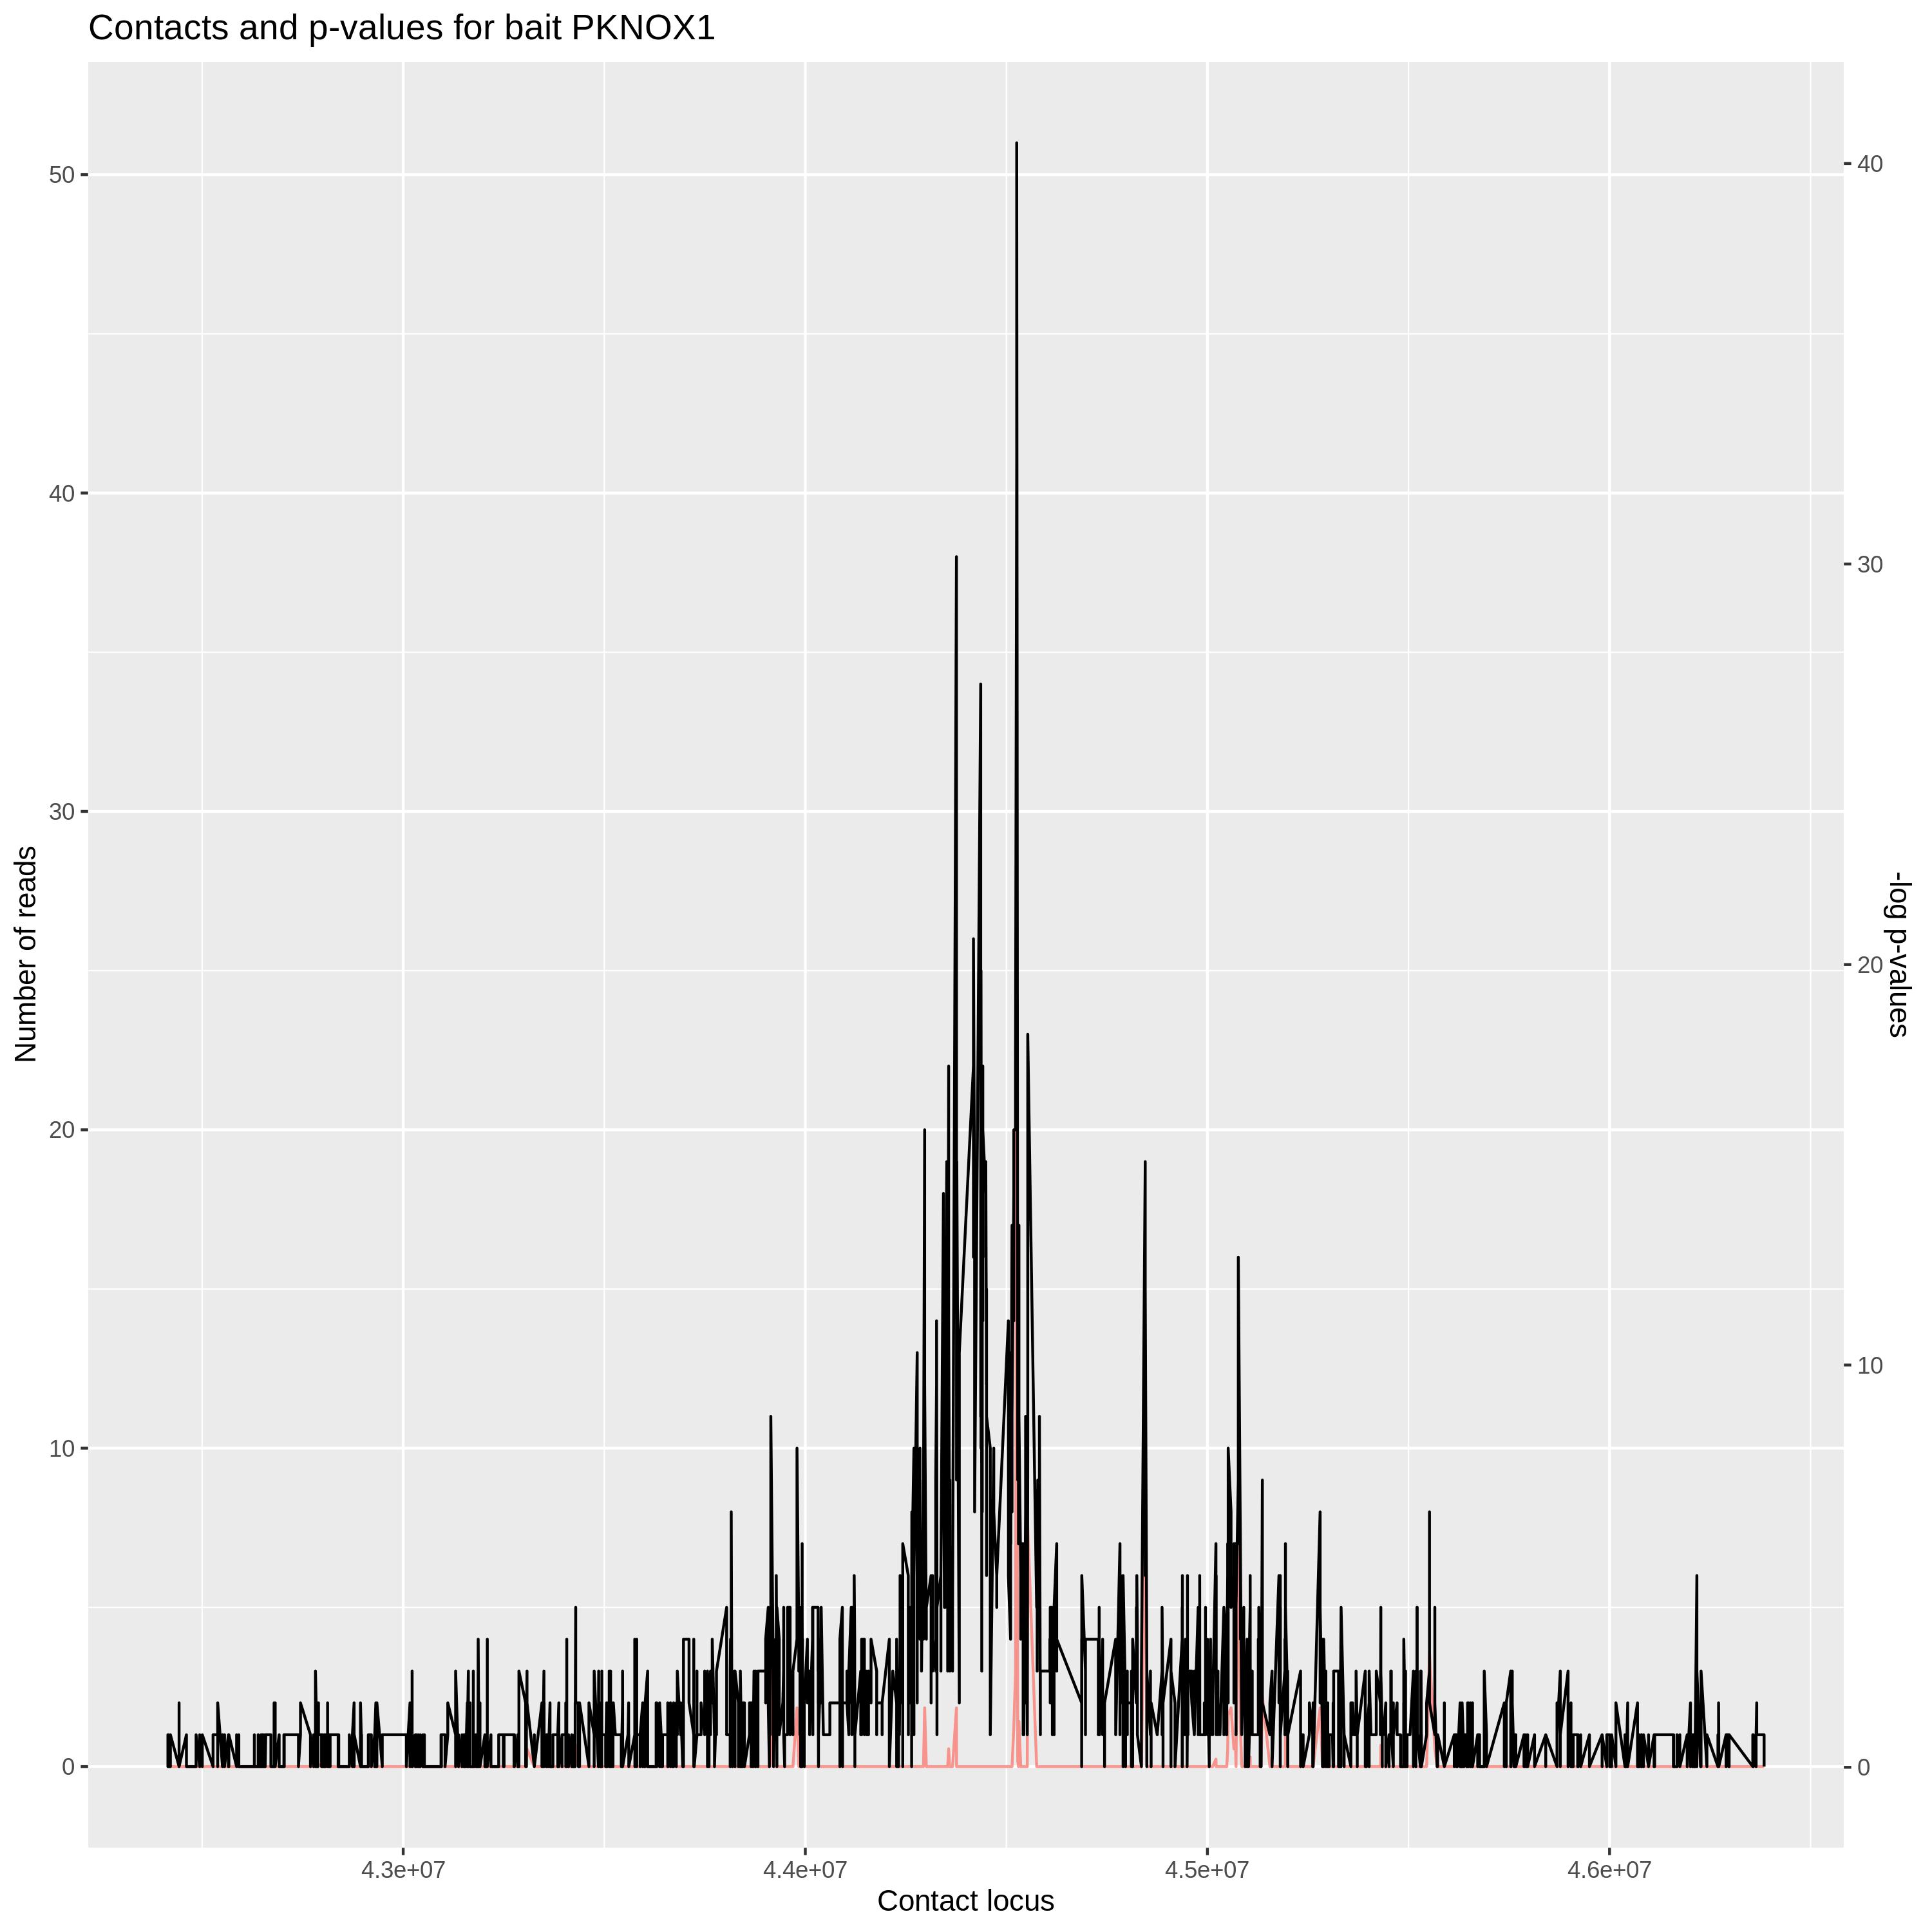 Contacts and p-values for bait PKNOX1
50
40
30
20
10
0
Number of reads
40
30
20
10
0
-log p-values
4.3e+07
4.4e+07
4.5e+07
4.6e+07
Contact locus